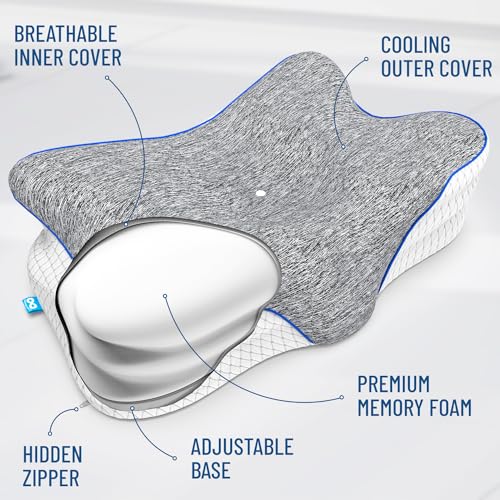 BREATHABLE
INNER COVER
COOLING
OUTER COVER
PREMIUM
MEMORY FOAM
HIDDEN
ZIPPER
ADJUSTABLE
BASE